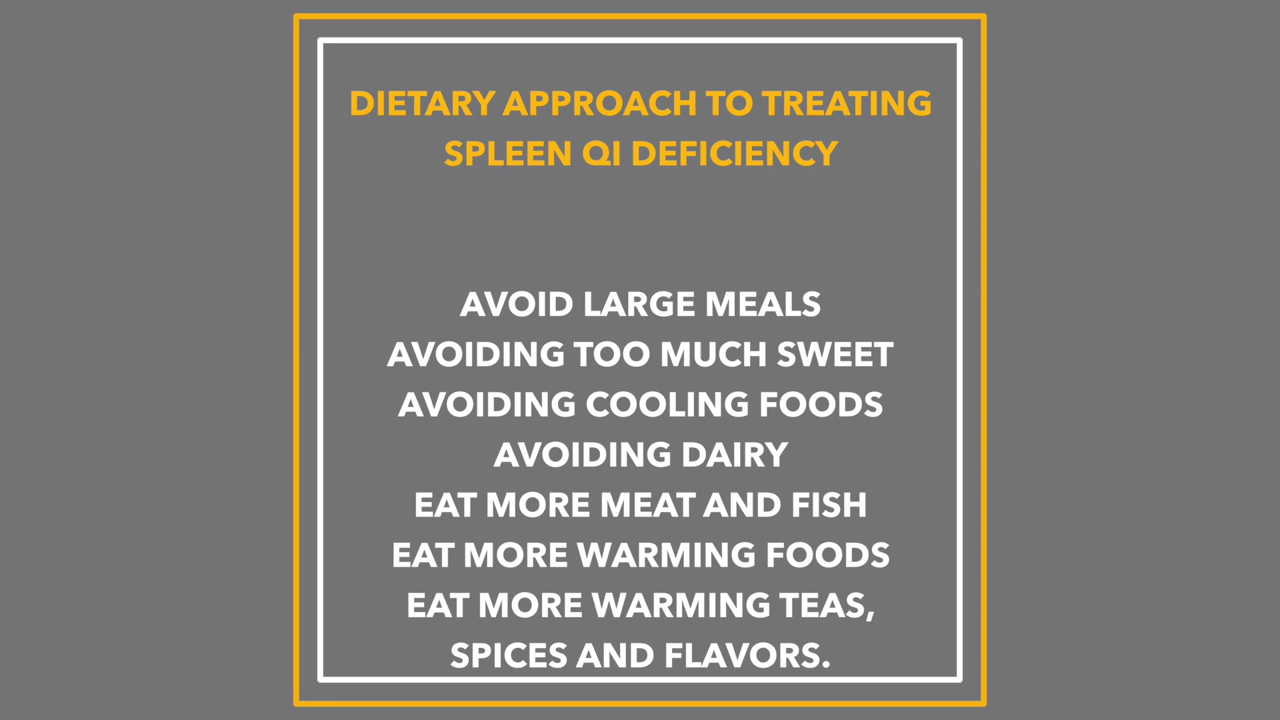 DIETARY APPROACH TO TREATING
SPLEEN QI DEFICIENCY
AVOID LARGE MEALS
AVOIDING TOO MUCH SWEET
AVOIDING COOLING FOODS
AVOIDING DAIRY
EAT MORE MEAT AND FISH
EAT MORE WARMING FOODS
EAT MORE WARMING TEAS,
SPICES AND FLAVORS.